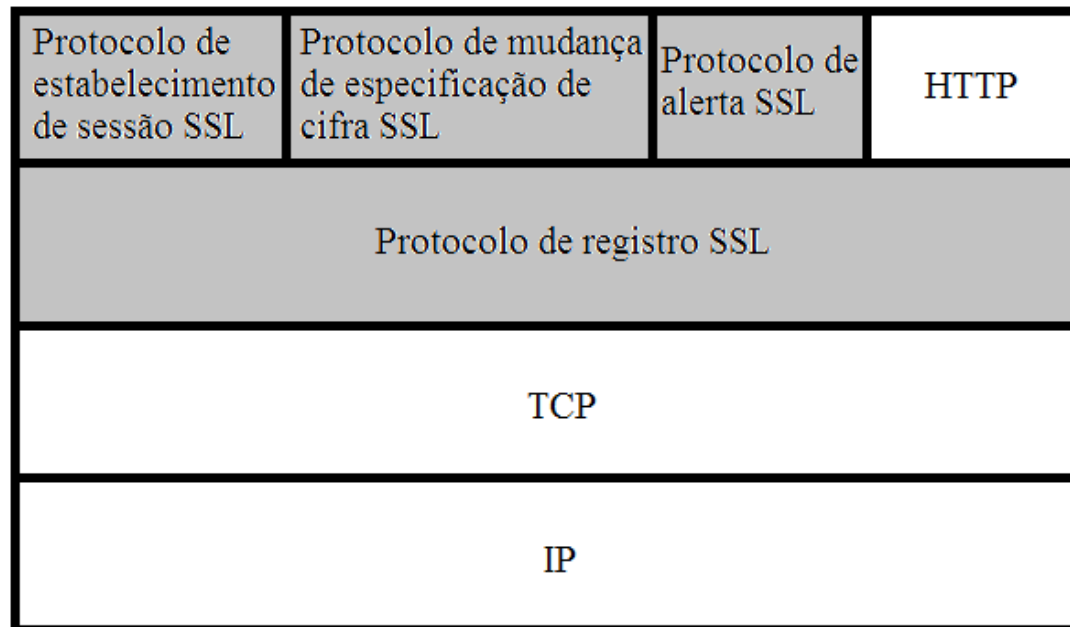 Protocolo de
estabelecimento
de sessão SSL
Protocolo de mudança
de especificação de
cifra SSL
Protocolo de
alerta SSL
HTTP
Protocolo de registro SSL
TCP
IP